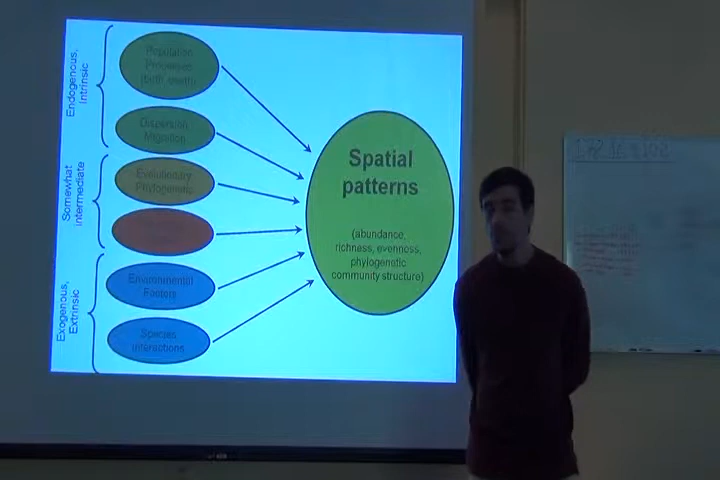 Endogenous,
Intrinsic
Somewhat
intermediate
Exogenous,
Extrinsic
Population
Processes
(birth, death)
Dispersion,
Migration
Evolutionary
Phylogenetic
Environmental
Factors
Species
Interactions
Spatial
patterns
(abundance,
richness, evenness,
phylogenetic
community structure)